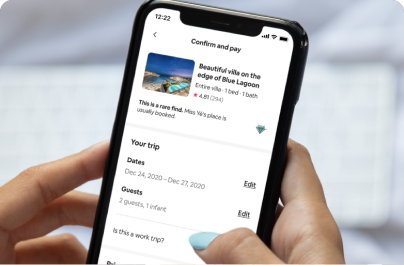 12:22
Confirm and pay
Beautiful villa on the
edge of Blue Lagoon
Entire villa · 1 bed · 1 bath
★ 4.81 (294)
This is a rare find. Miss Yè's place is
usually booked.
Your trip
Dates
Edit
Dec 24, 2020 – Dec 27, 2020
Guests
Edit
2 guests, 1 infant
Is this a work trip?